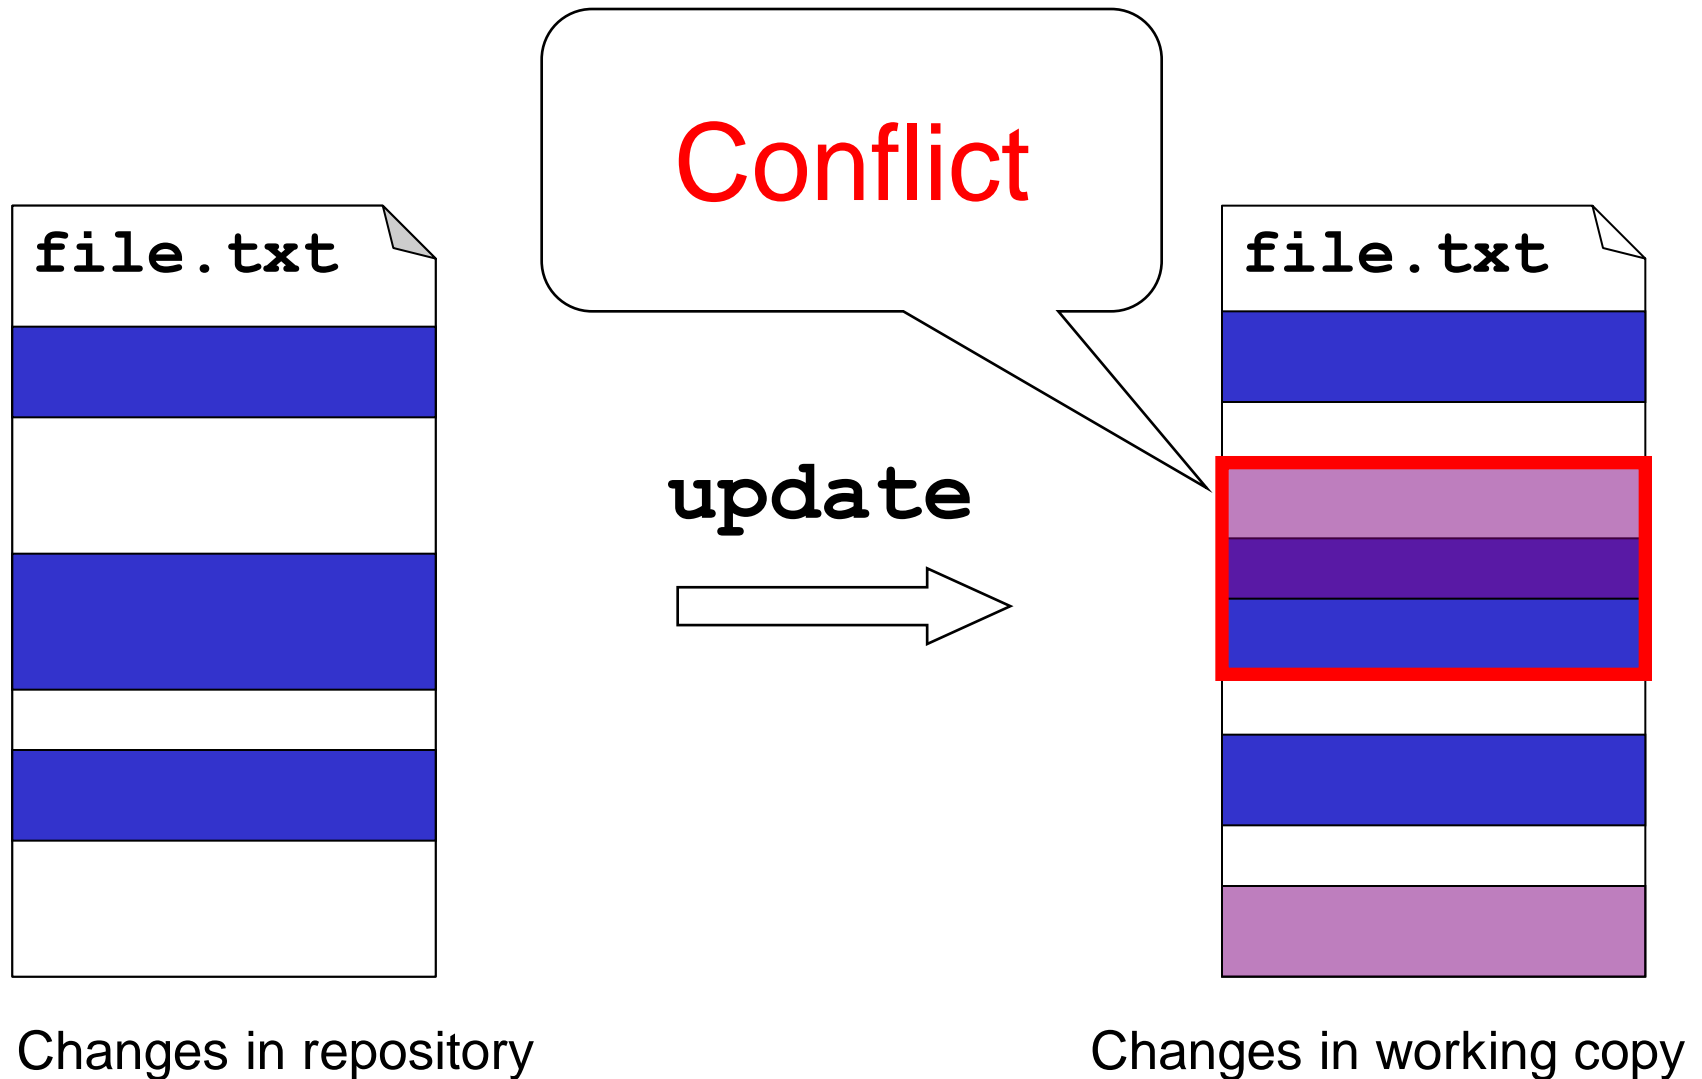 Conflict
file.txt
file.txt
update
Changes in repository
Changes in working copy